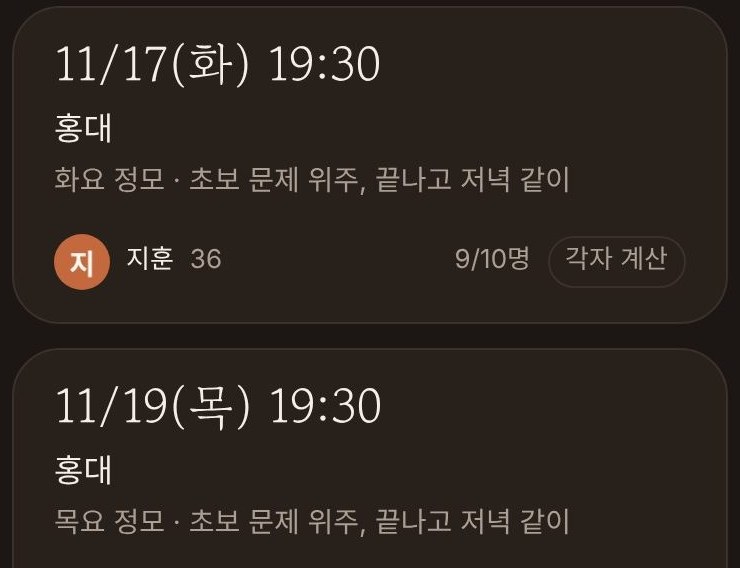 11/17(화) 19:30
홍대
화요 정모 · 초보 문제 위주, 끝나고 저녁 같이
지 지훈 36 9/10명 각자 계산
11/19(목) 19:30
홍대
목요 정모 · 초보 문제 위주, 끝나고 저녁 같이